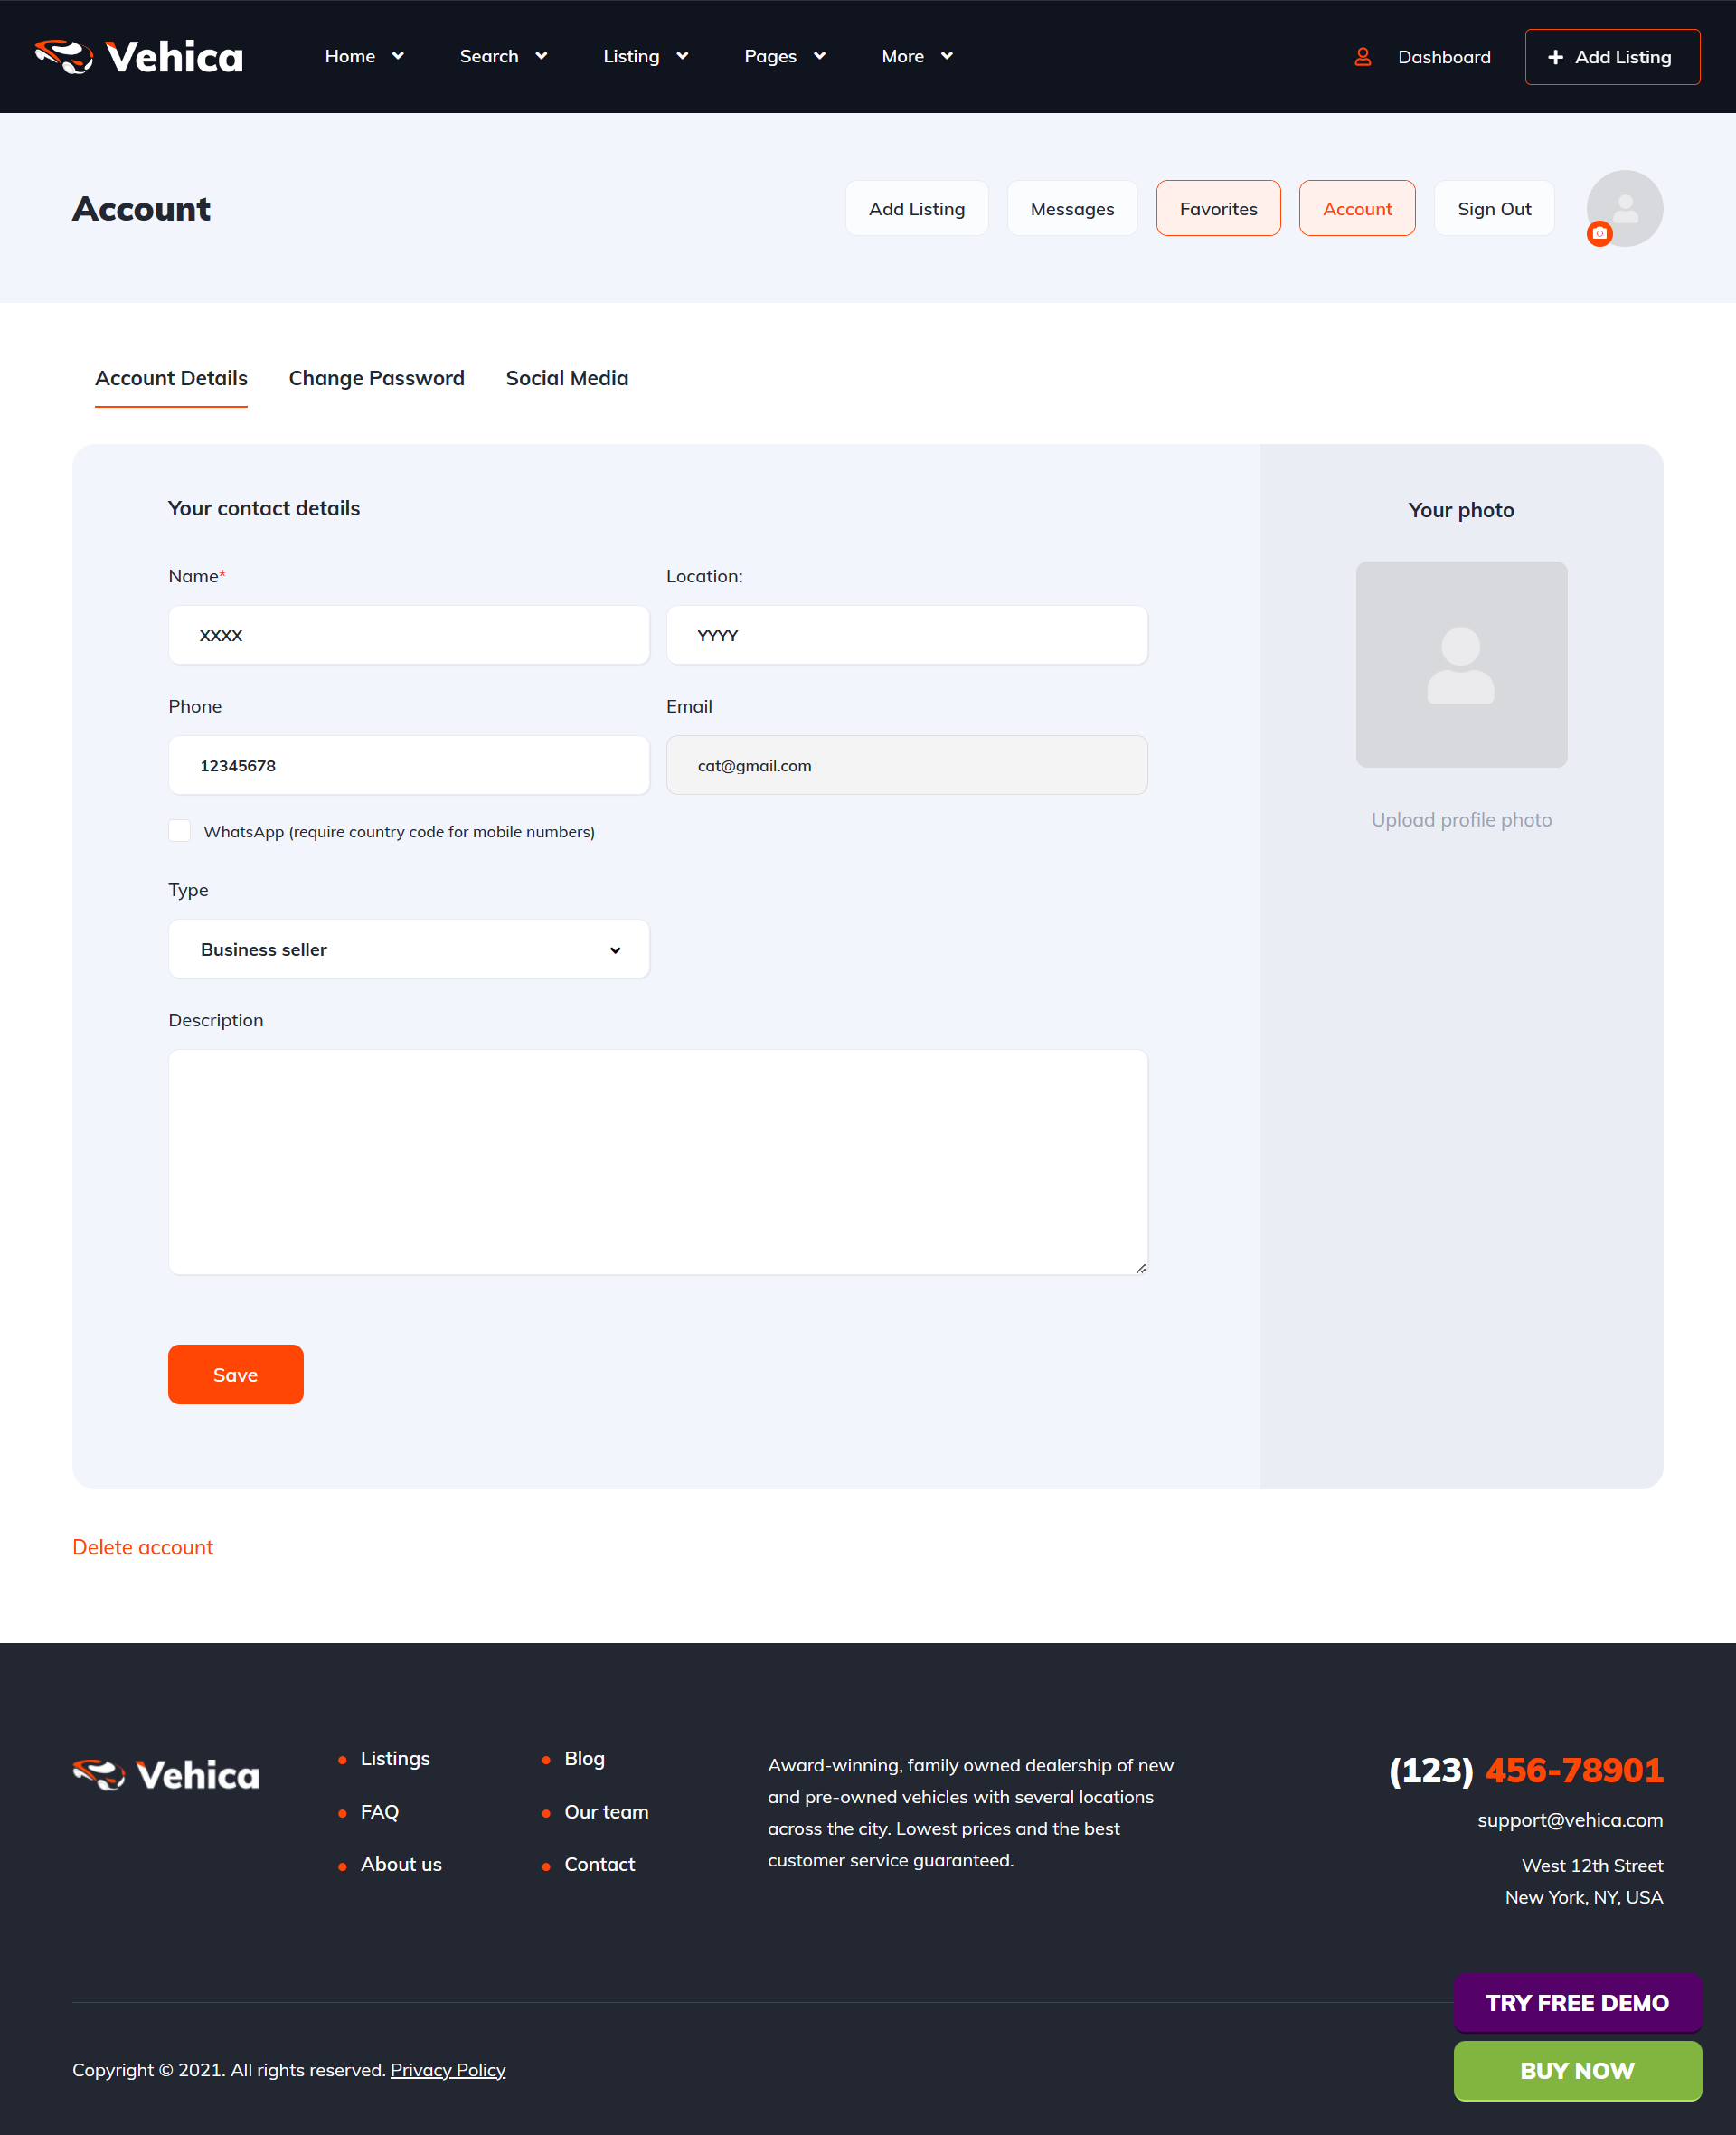 Vehica
Home
Search
Listing
Pages
More
Dashboard
Add Listing
Account
Add Listing
Messages
Favorites
Account
Sign Out
Account Details
Change Password
Social Media
Your contact details
Name*
Location:
XXXX
YYYY
Phone
Email
12345678
cat@gmail.com
WhatsApp (require country code for mobile numbers)
Type
Business seller
Description
Save
Your photo
Upload profile photo
Delete account
Vehica
Listings
FAQ
About us
Blog
Our team
Contact
Award-winning, family owned dealership of new
and pre-owned vehicles with several locations
across the city. Lowest prices and the best
customer service guaranteed.
(123) 456-78901
support@vehica.com
West 12th Street
New York, NY, USA
TRY FREE DEMO
Copyright © 2021. All rights reserved. Privacy Policy
BUY NOW